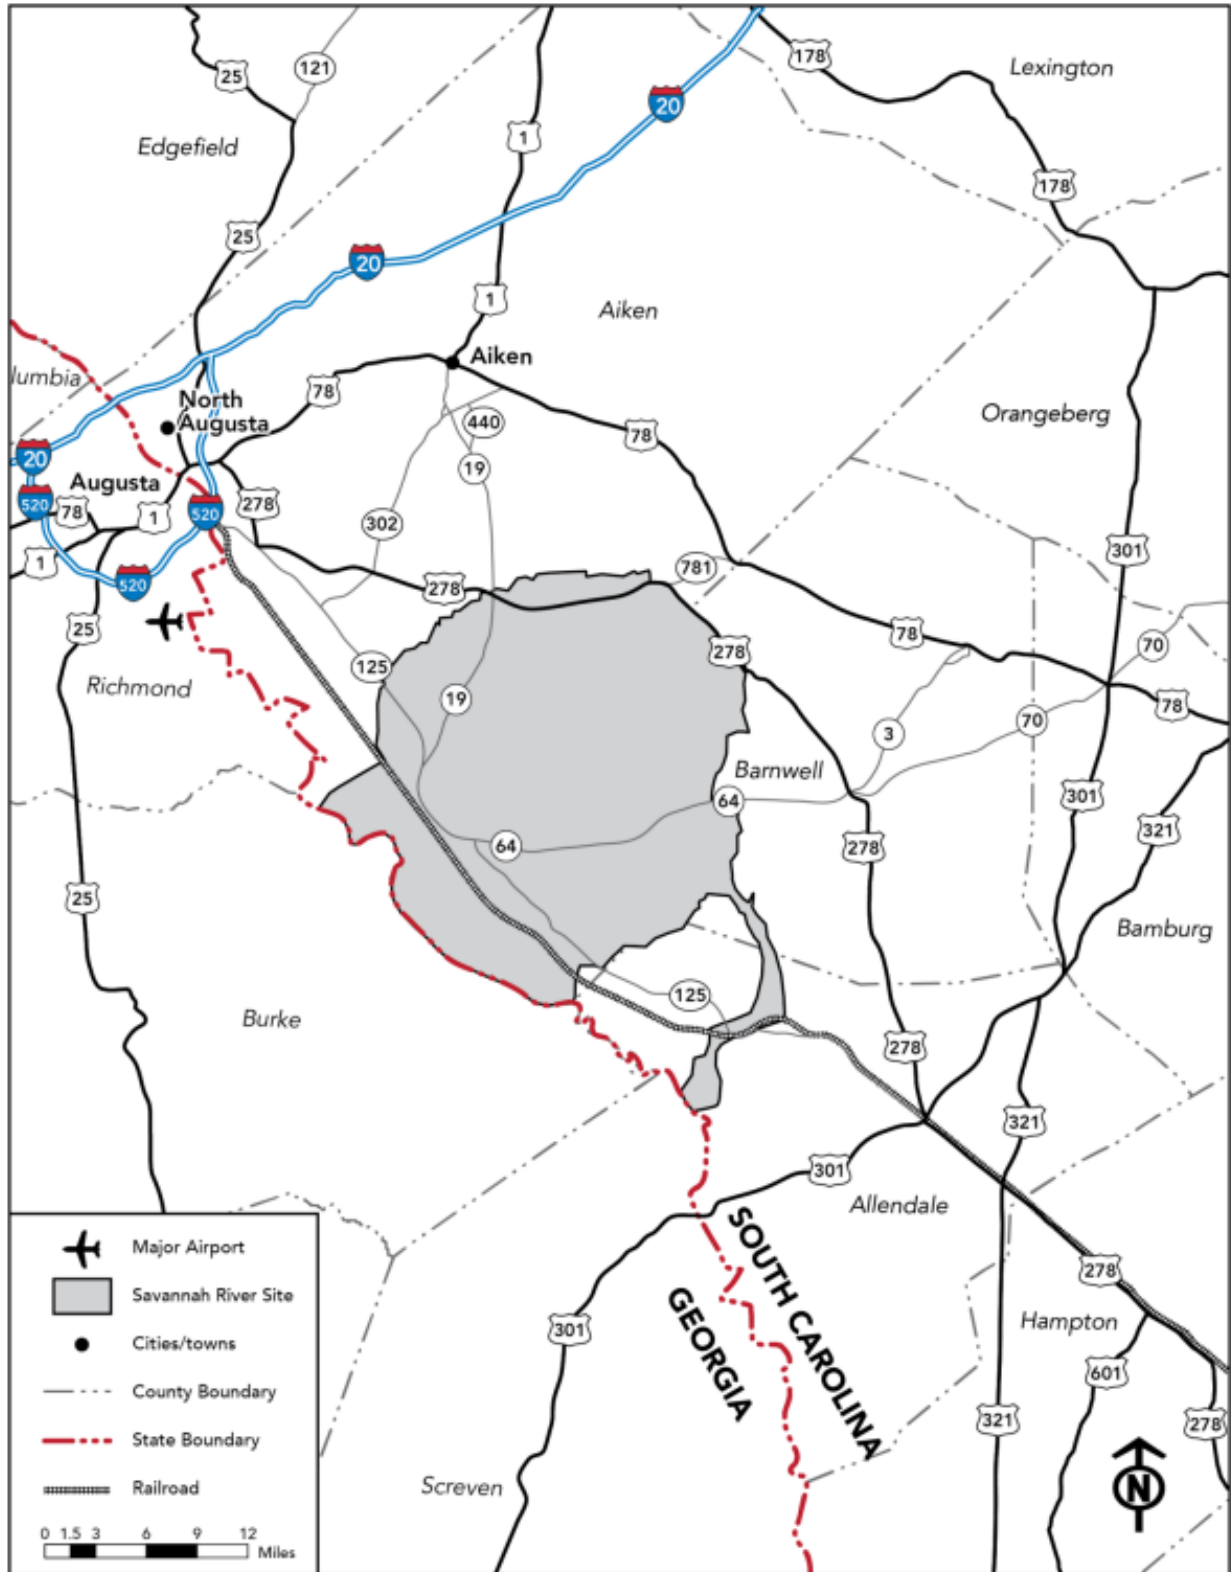 178
Lexington
25
121
20
1
Edgefield
178
25
20
1
Aiken
Aiken
lumbia
78
North
Augusta
440
78
Orangeberg
20
19
Augusta
520
78
1
520
278
302
301
1
520
278
781
25
278
78
70
125
Richmond
19
3
70
78
Barnwell
64
301
321
64
278
25
Bamburg
125
Burke
278
321
301
Allendale
SOUTH CAROLINA
GEORGIA
278
301
Hampton
601
321
278
Screven
N
Major Airport
Savannah River Site
Cities/towns
County Boundary
State Boundary
Railroad
0 1.5 3 6 9 12
Miles